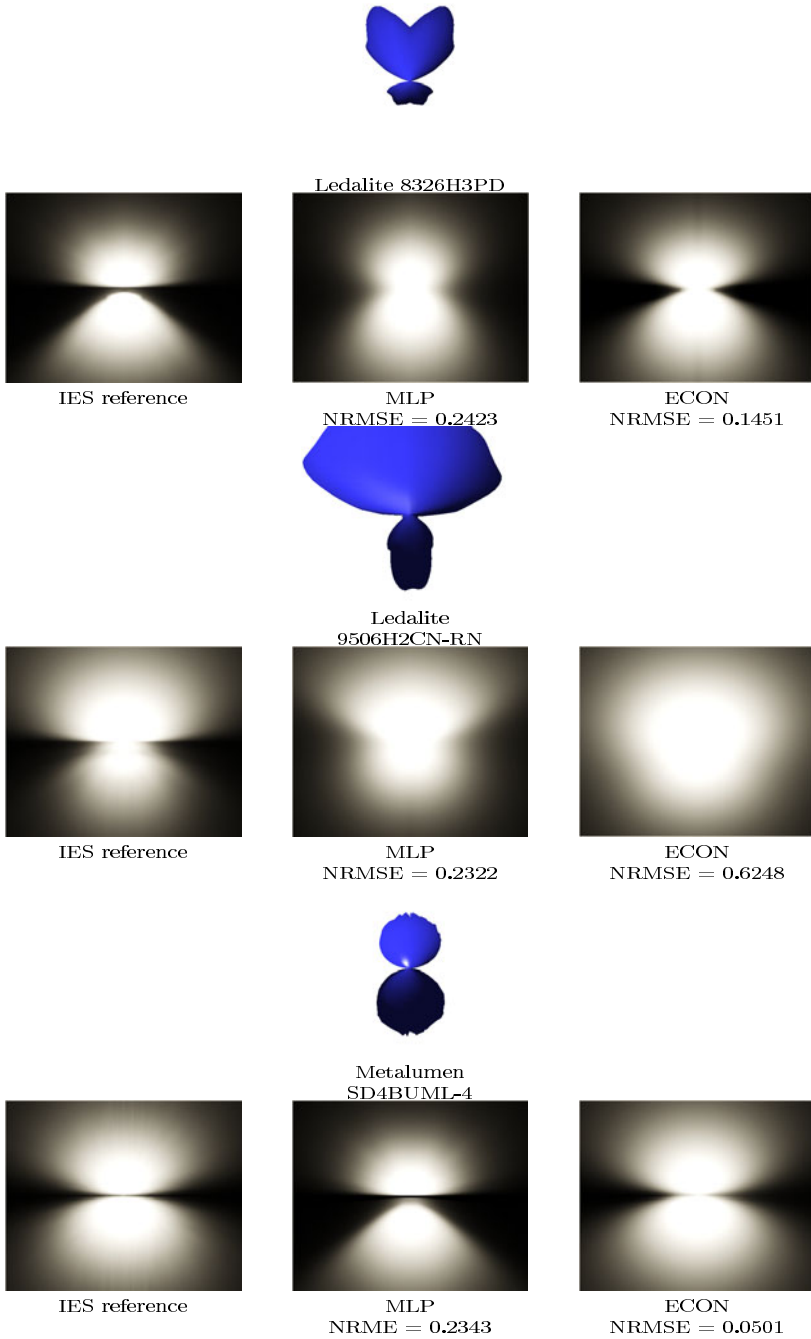 Ledalite 8326H3PD
IES reference
MLP
NRMSE = 0.2423
ECON
NRMSE = 0.1451
Ledalite
9506H2CN-RN
IES reference
MLP
NRMSE = 0.2322
ECON
NRMSE = 0.6248
Metalumen
SD4BUML-4
IES reference
MLP
NRME = 0.2343
ECON
NRMSE = 0.0501